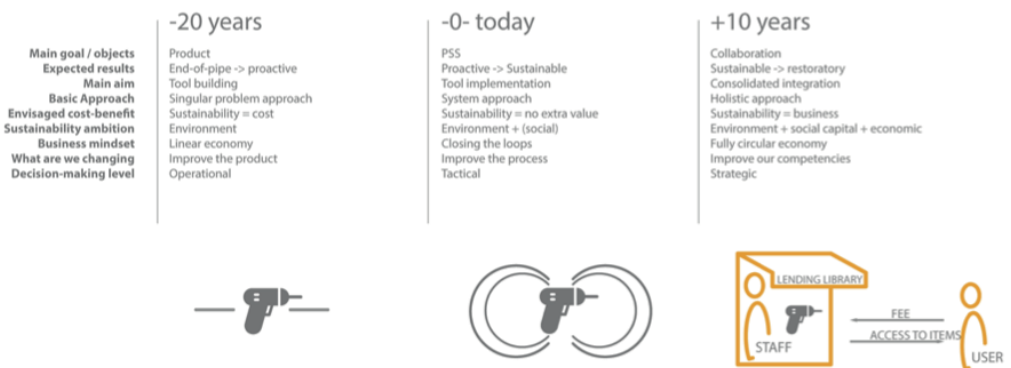 -20 years
-0- today
+10 years
Main goal / objects Product PSS Collaboration
Expected results End-of-pipe -> proactive Proactive -> Sustainable Sustainable -> restoratory
Main aim Tool building Tool implementation Consolidated integration
Basic Approach Singular problem approach System approach Holistic approach
Envisaged cost-benefit Sustainability = cost Sustainability = no extra value Sustainability = business
Sustainability ambition Environment Environment + (social) Environment + social capital + economic
Business mindset Linear economy Closing the loops Fully circular economy
What are we changing Improve the product Improve the process Improve our competencies
Decision-making level Operational Tactical Strategic
LENDING LIBRARY
FEE
ACCESS TO ITEMS
STAFF
USER